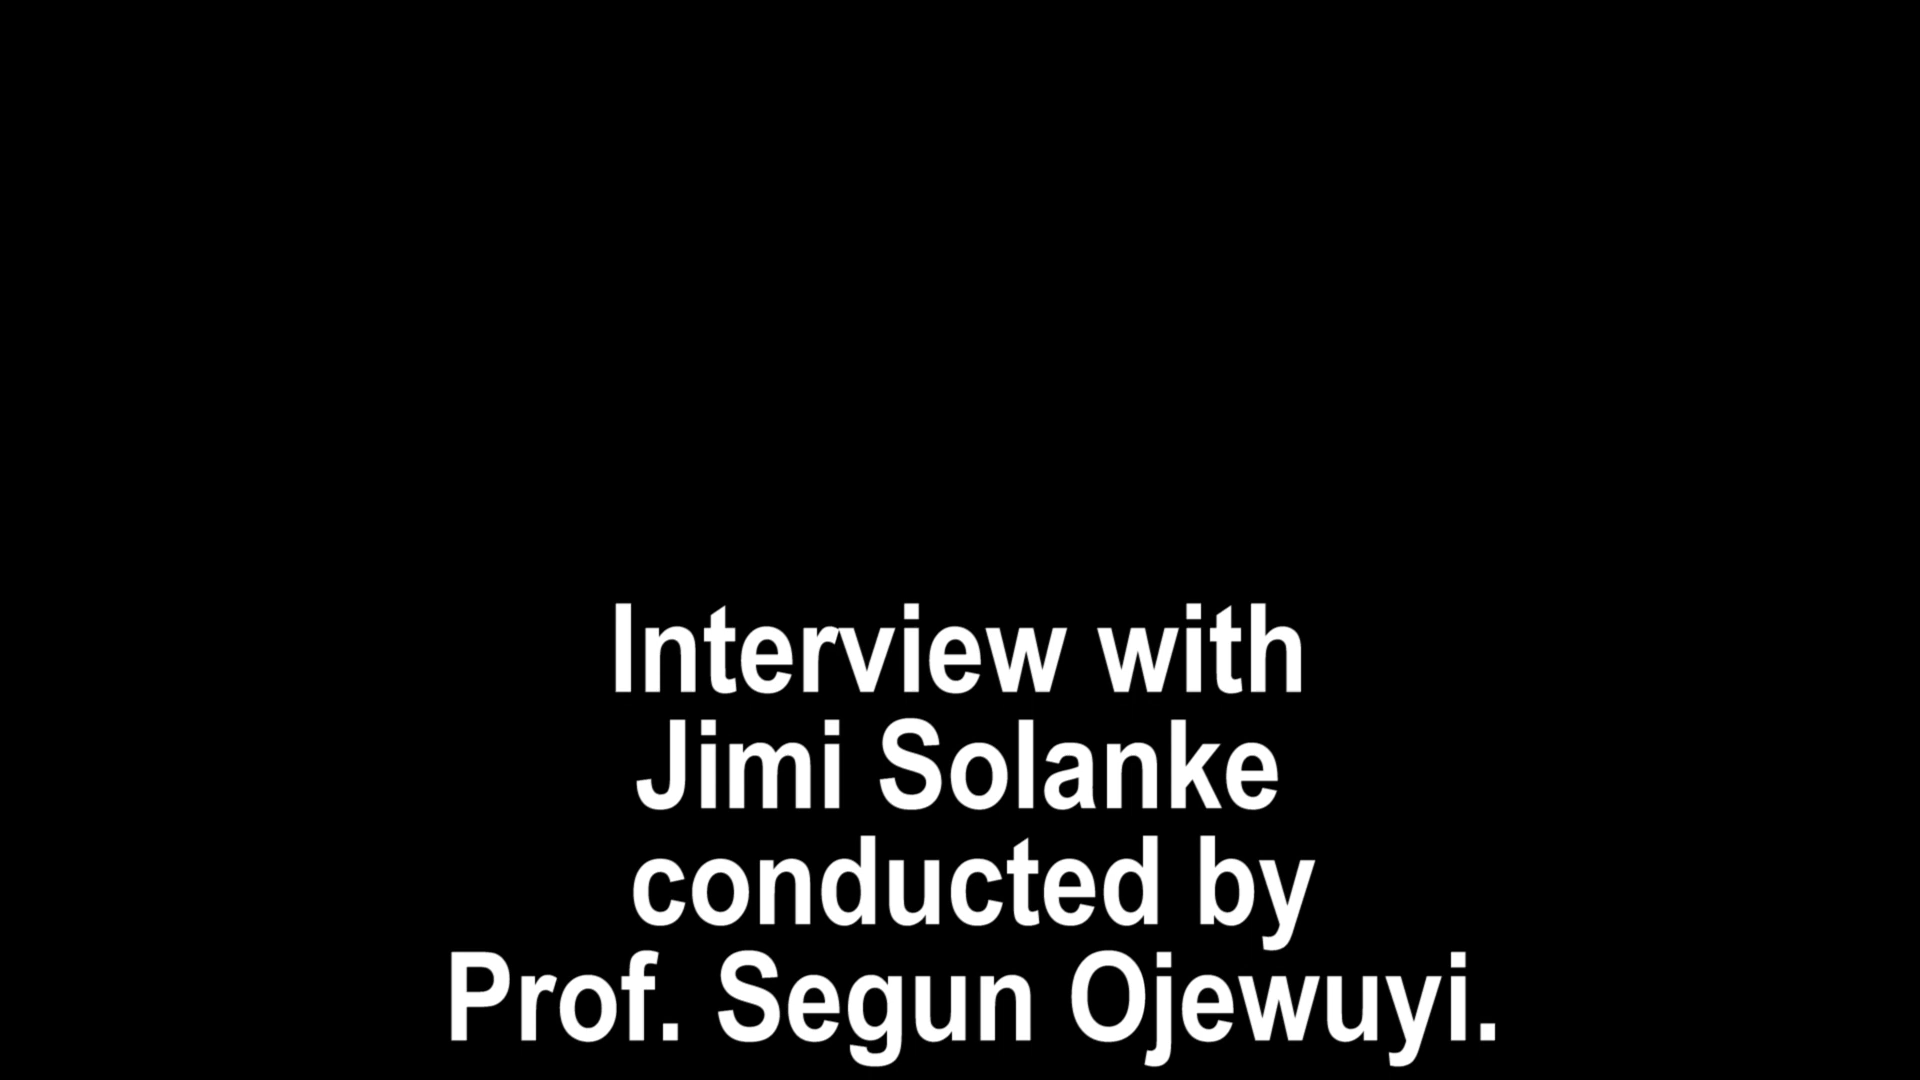 Interview with
Jimi Solanke
conducted by
Prof. Segun Ojewuyi.